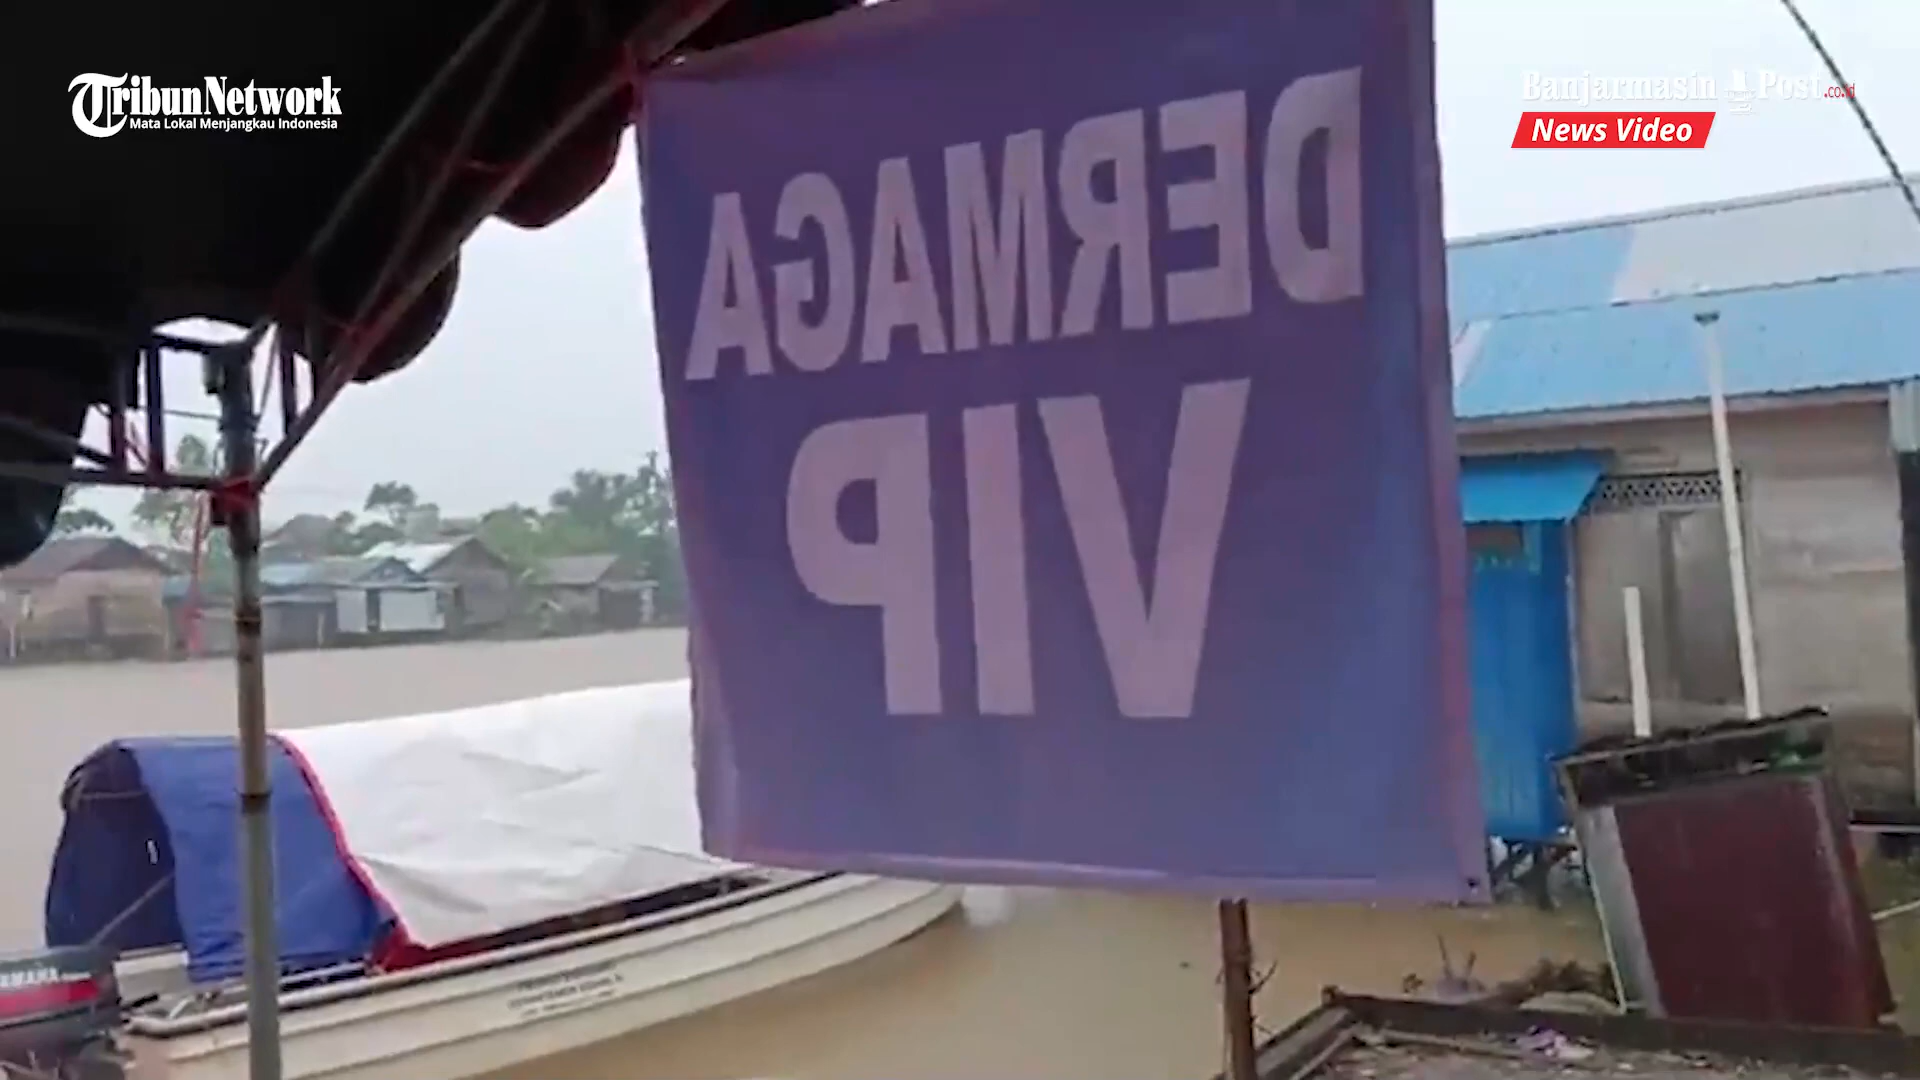 TribunNetwork
Mata Lokal Menjangkau Indonesia
Banjarmasin Post.co.id
News Video
DERMAGA
VIP
YAMAHA